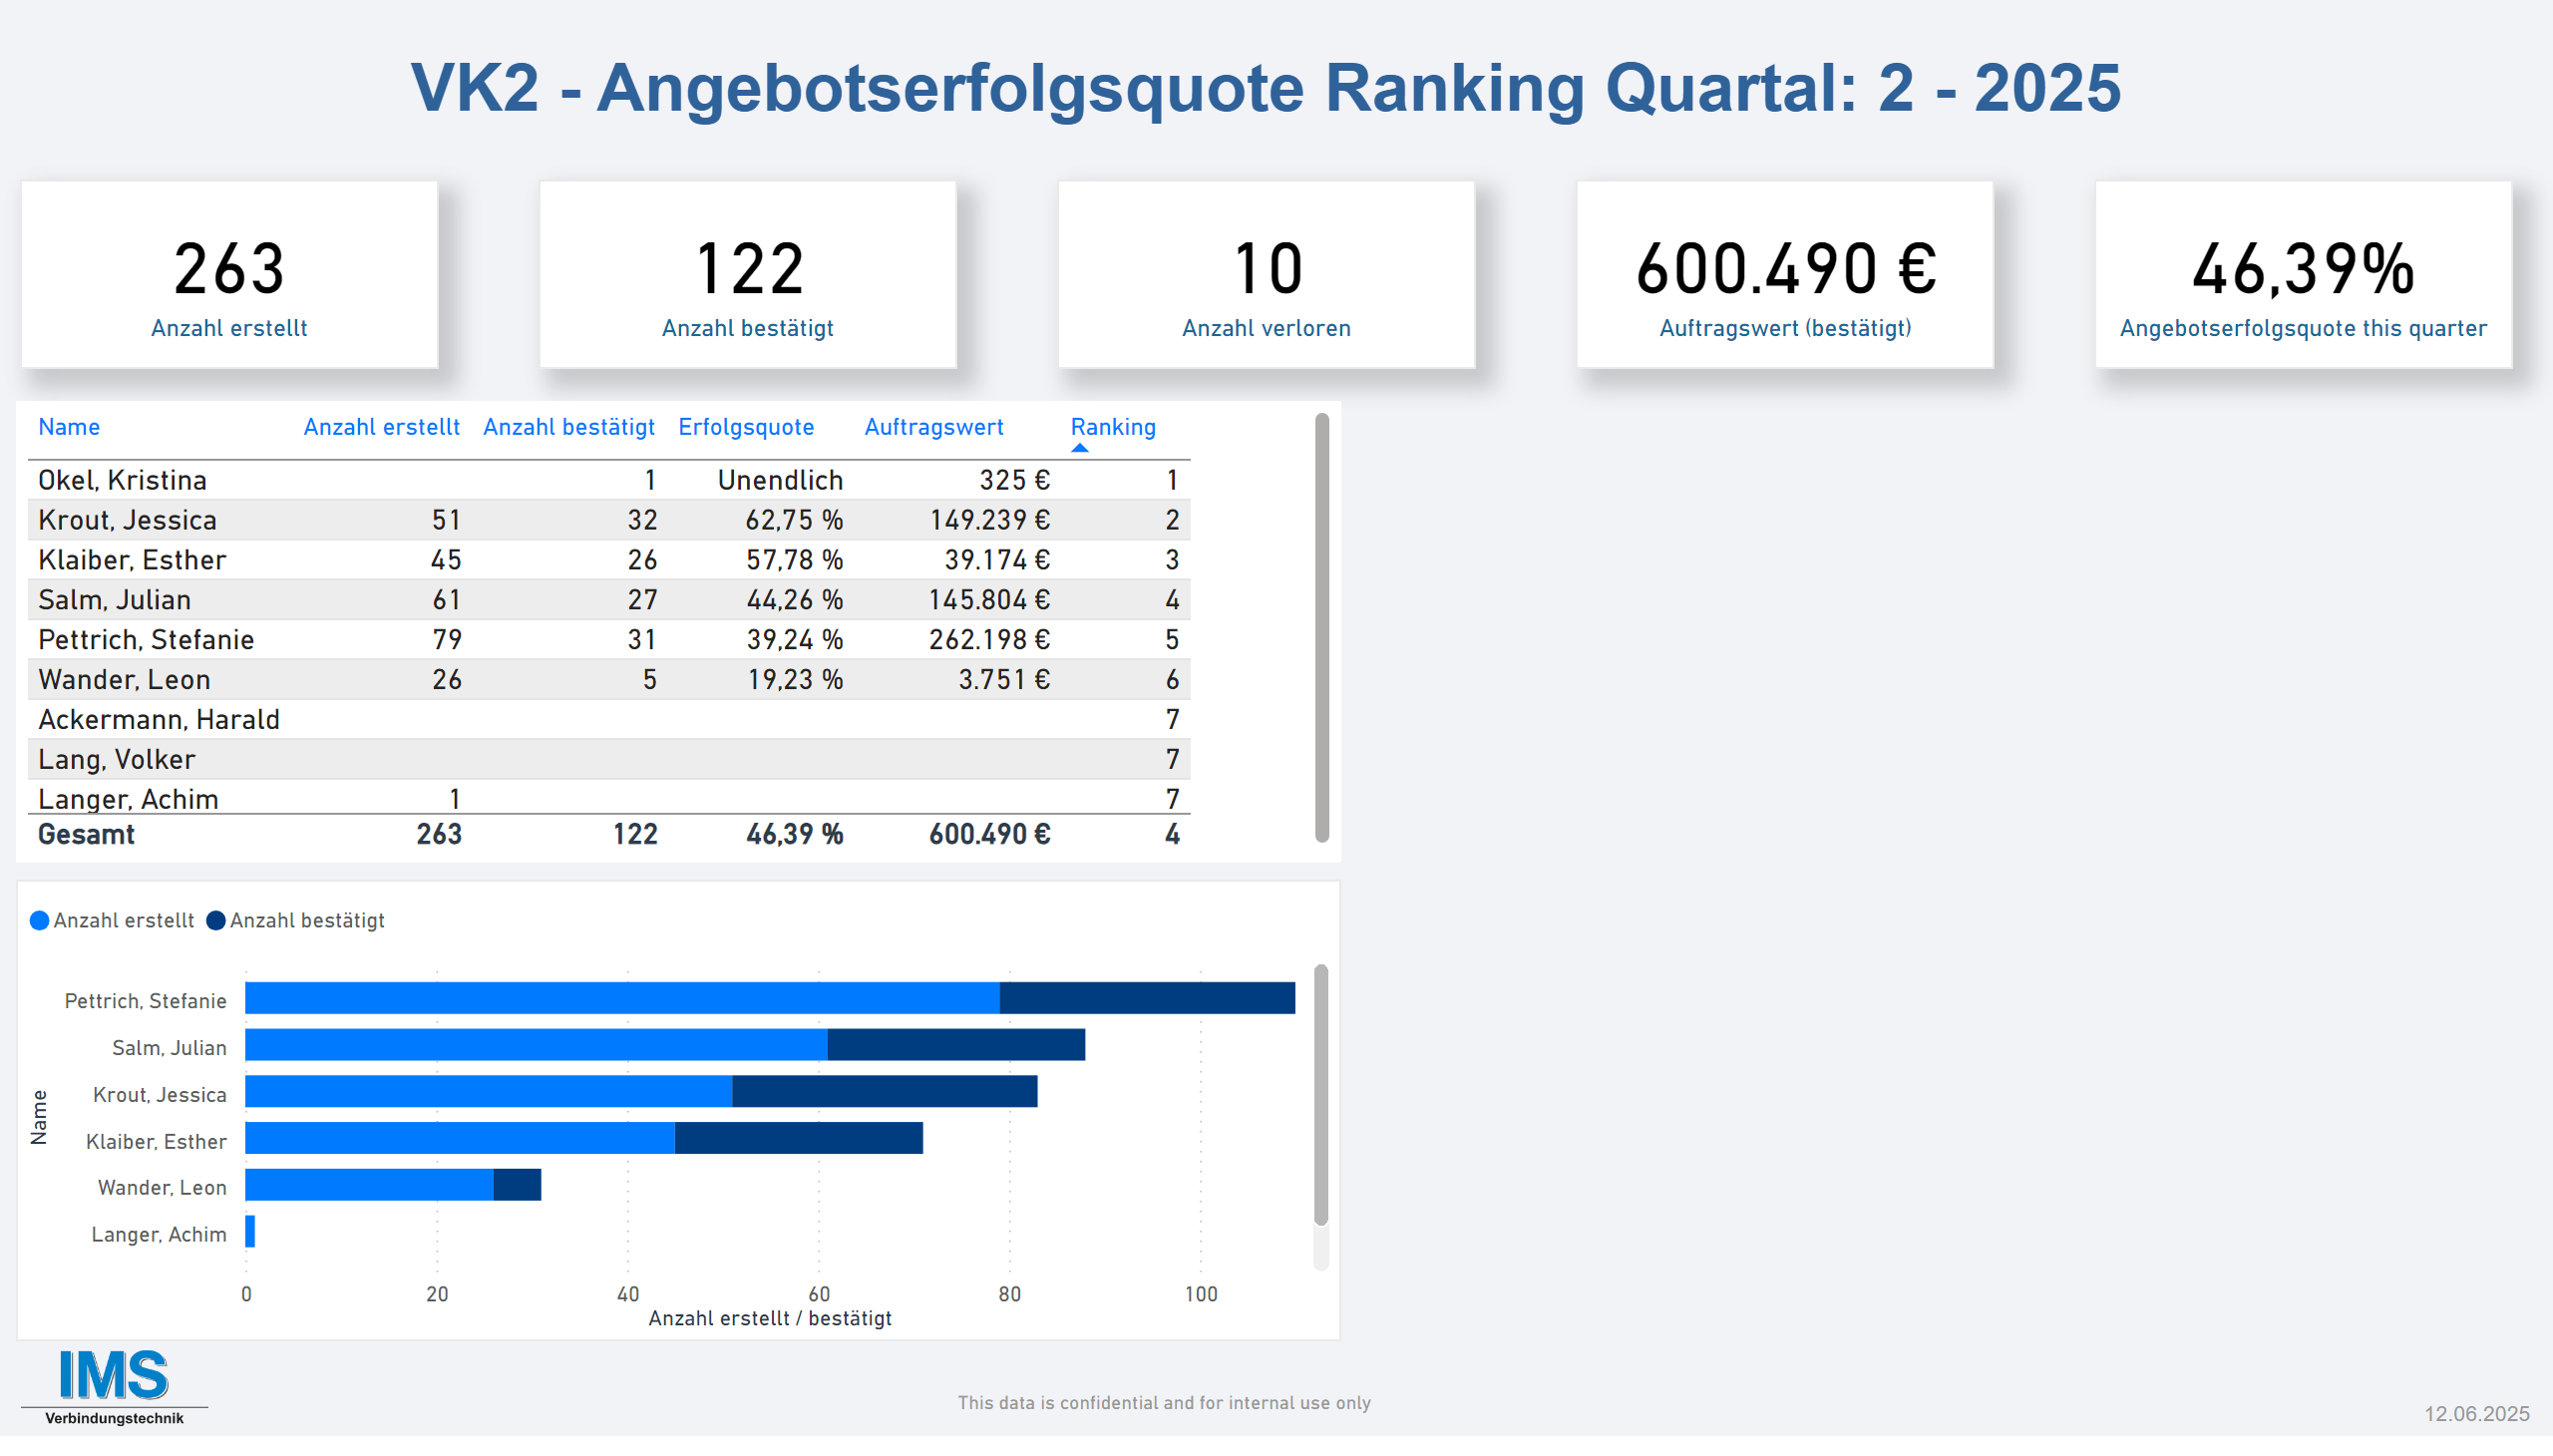 VK2 - Angebotserfolgsquote Ranking Quartal: 2 - 2025
263
Anzahl erstellt
122
Anzahl bestätigt
10
Anzahl verloren
600.490 €
Auftragswert (bestätigt)
46,39%
Angebotserfolgsquote this quarter
Name Anzahl erstellt Anzahl bestätigt Erfolgsquote Auftragswert Ranking
Okel, Kristina 1 Unendlich 325 € 1
Krout, Jessica 51 32 62,75 % 149.239 € 2
Klaiber, Esther 45 26 57,78 % 39.174 € 3
Salm, Julian 61 27 44,26 % 145.804 € 4
Pettrich, Stefanie 79 31 39,24 % 262.198 € 5
Wander, Leon 26 5 19,23 % 3.751 € 6
Ackermann, Harald 7
Lang, Volker 7
Langer, Achim 1 7
Gesamt 263 122 46,39 % 600.490 € 4
Anzahl erstellt Anzahl bestätigt
Name
Pettrich, Stefanie
Salm, Julian
Krout, Jessica
Klaiber, Esther
Wander, Leon
Langer, Achim
0 20 40 60 80 100
Anzahl erstellt / bestätigt
IMS
Verbindungstechnik
This data is confidential and for internal use only
12.06.2025